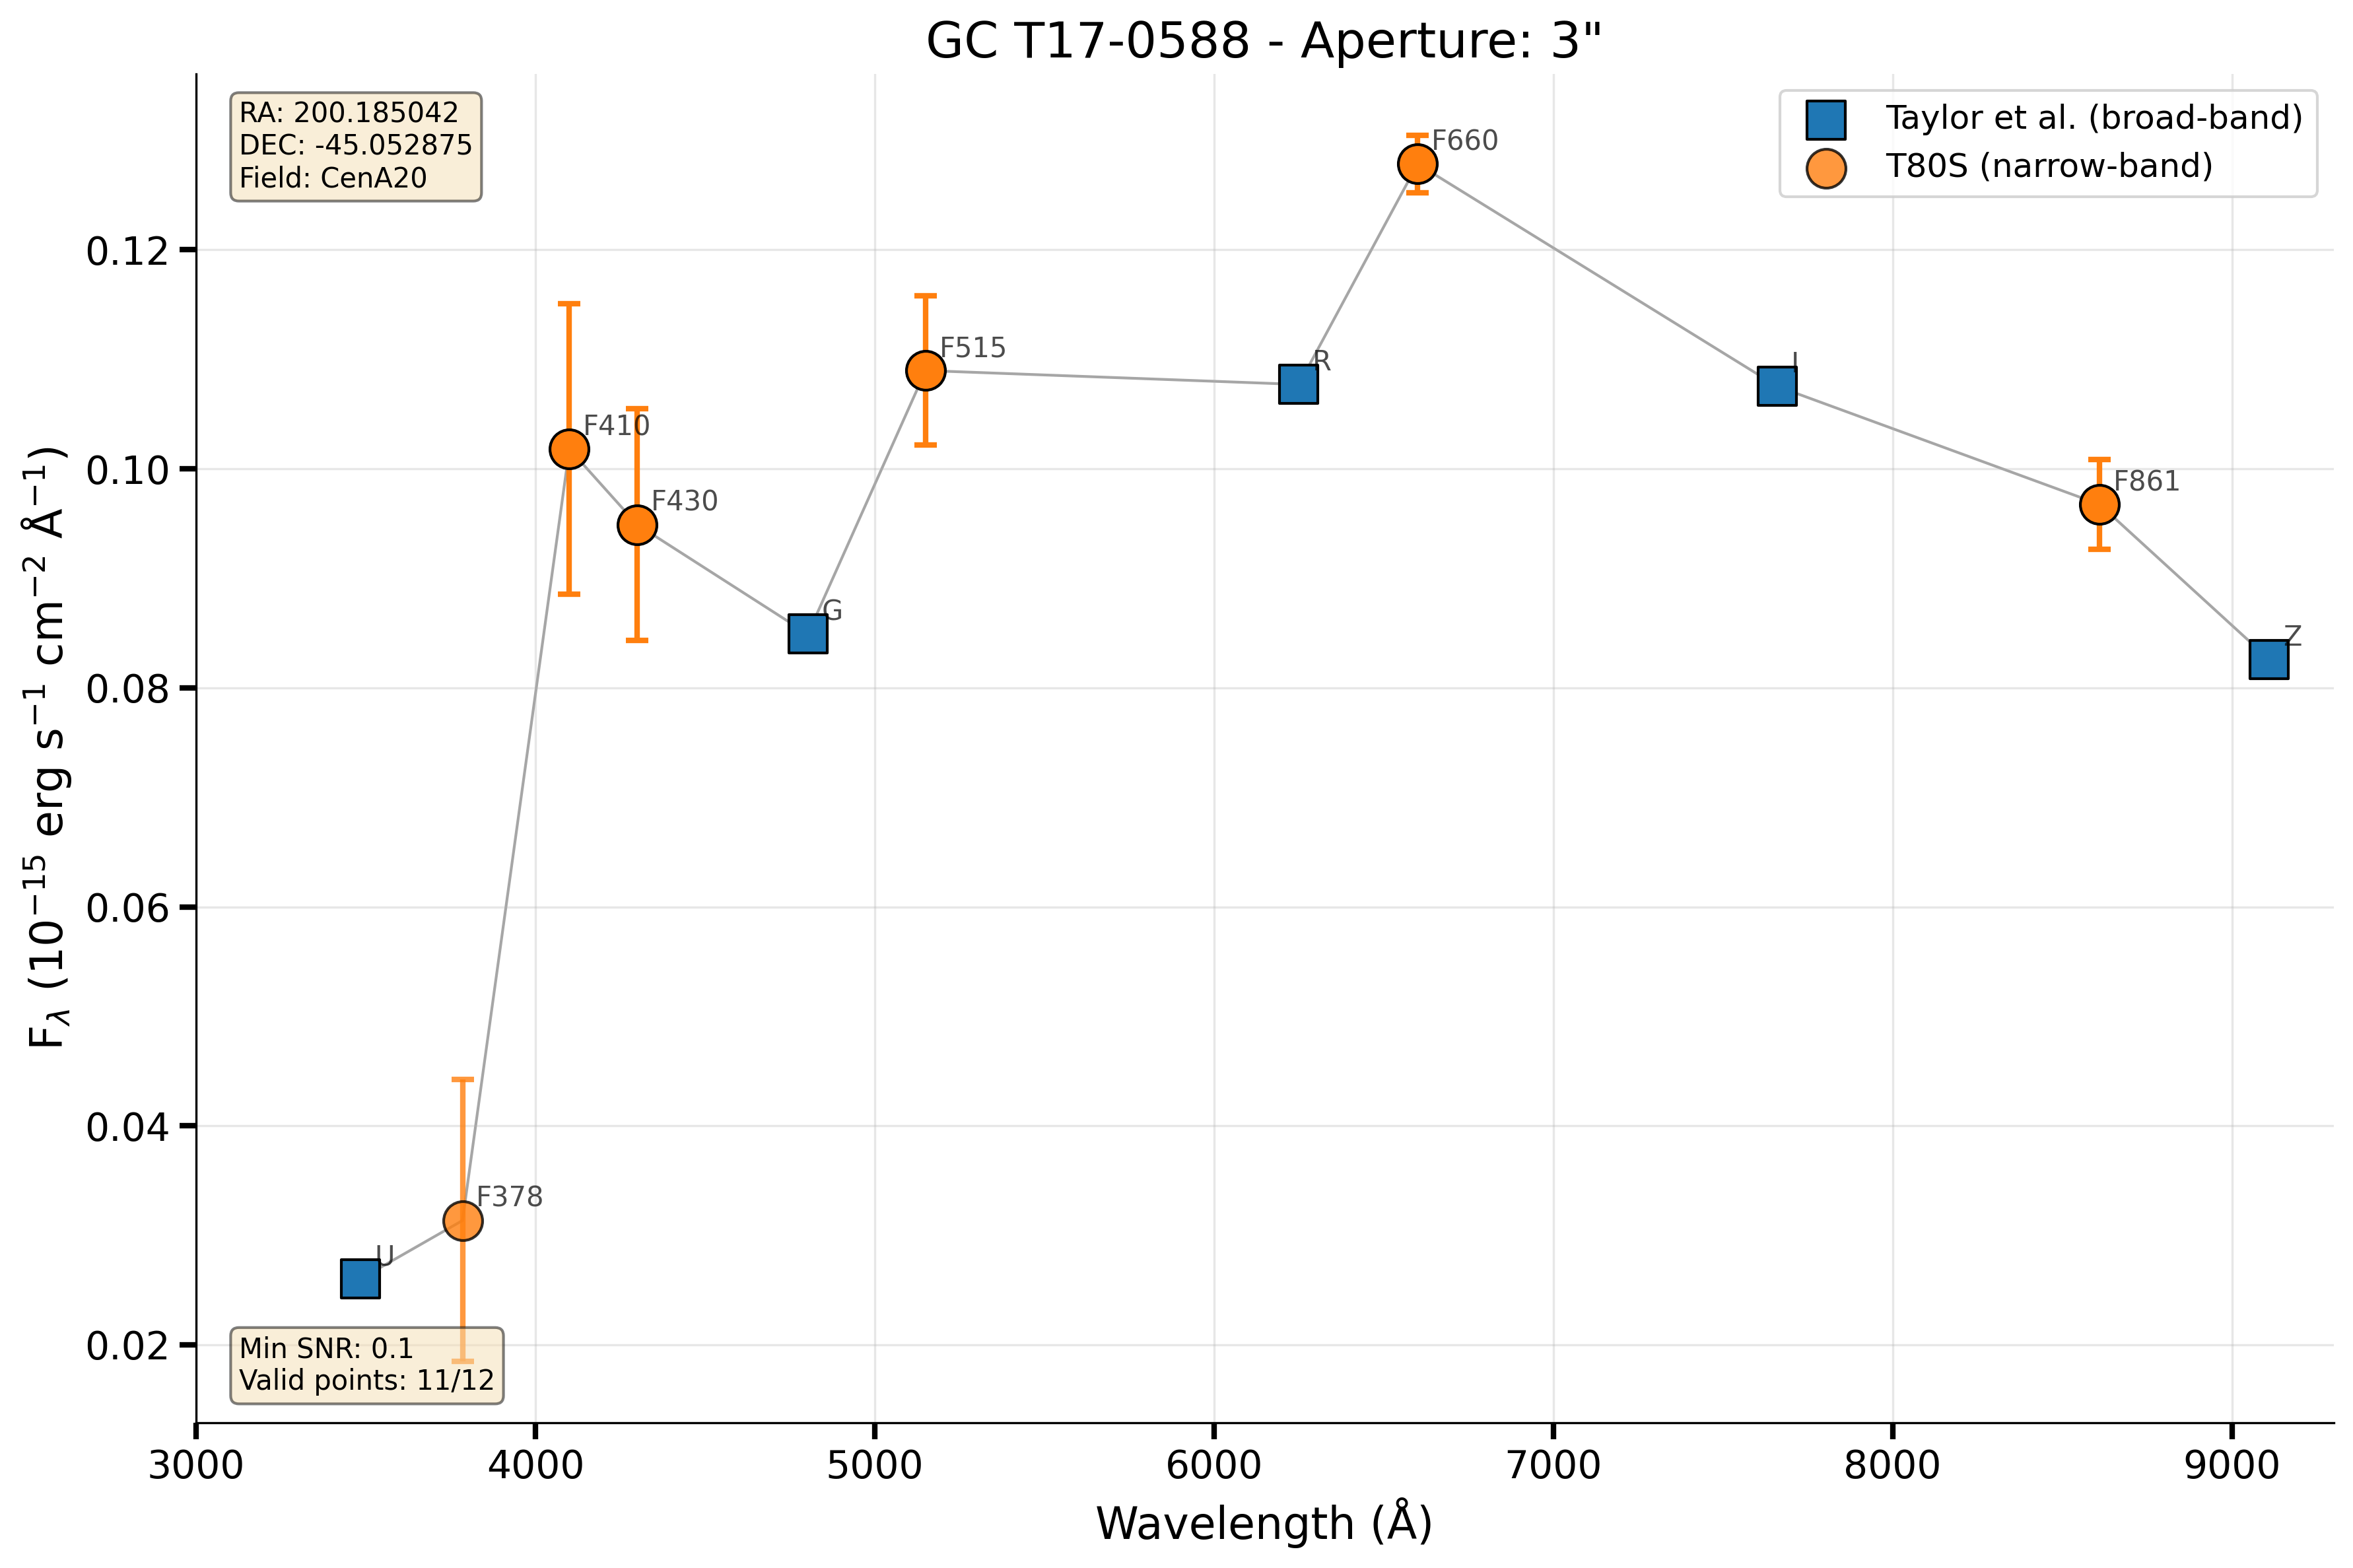 GC T17-0588 - Aperture: 3"
RA: 200.185042
DEC: -45.052875
Field: CenA20
Taylor et al. (broad-band)
T80S (narrow-band)
F660
F515
R
I
F410
F861
F430
G
Z
F378
U
Min SNR: 0.1
Valid points: 11/12
0.12
0.10
0.08
0.06
0.04
0.02
F_λ (10⁻¹⁵ erg s⁻¹ cm⁻² Å⁻¹)
3000 4000 5000 6000 7000 8000 9000
Wavelength (Å)